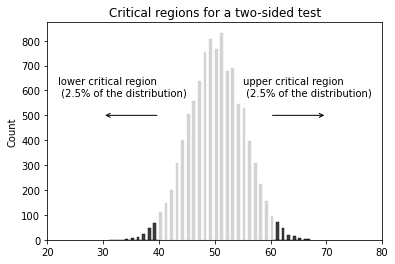 Critical regions for a two-sided test
800
700
600
500
400
300
200
100
0
Count
lower critical region
(2.5% of the distribution)
upper critical region
(2.5% of the distribution)
20
30
40
50
60
70
80